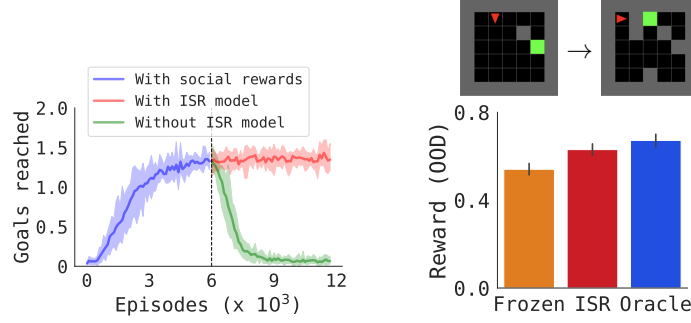 With social rewards
With ISR model
Without ISR model
Goals reached
2.0
1.5
1.0
0.5
0
0 3 6 9 12
Episodes (x 10³)
→
Reward (OOD)
0.8
0.4
0.0
Frozen ISR Oracle